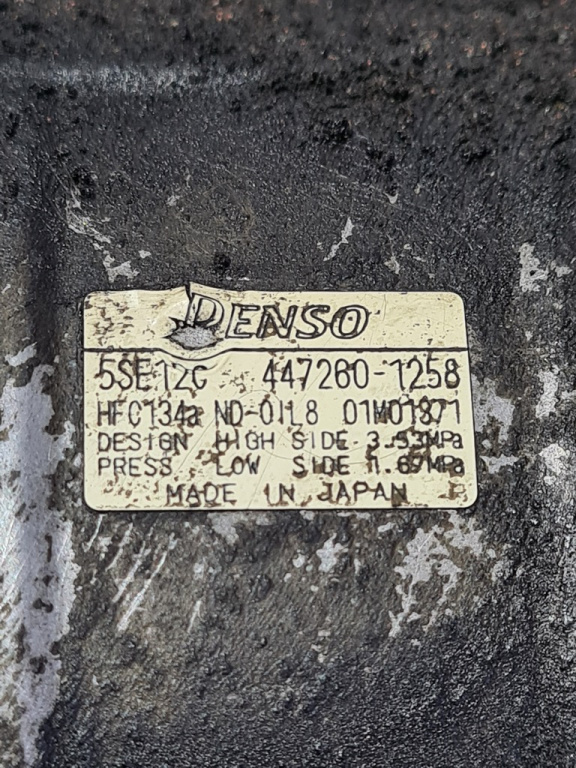 DENSO
5SE12C 447260-1258
HFC134a ND-OIL8 01M01371
DESIGN HIGH SIDE 3.53MPa
PRESS LOW SIDE 1.67MPa
MADE IN JAPAN P